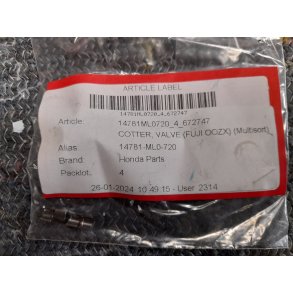 ARTICLE LABEL
14781ML0720_4_672747
Article: 14781ML0720_4_672747
COTTER, VALVE (FUJI OOZX) (Multisort)
Alias: 14781-ML0-720
Brand: Honda Parts
Packlot: 4
26-01-2024 10:49:15 - User 2314